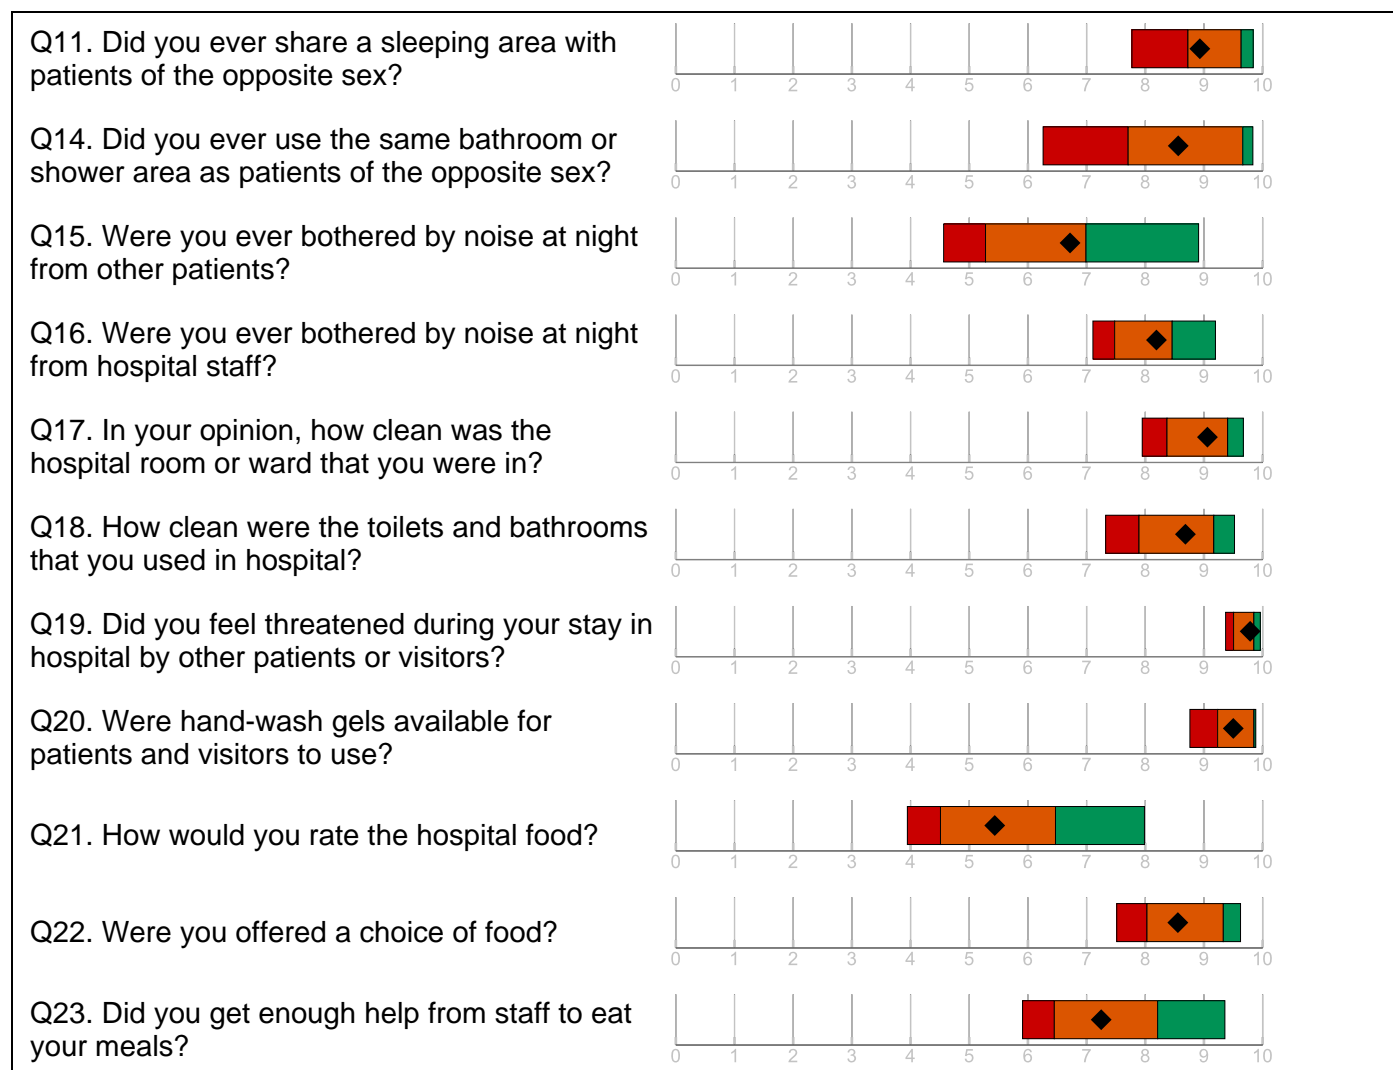 Q11. Did you ever share a sleeping area with
patients of the opposite sex?
0 1 2 3 4 5 6 7 8 9 10
Q14. Did you ever use the same bathroom or
shower area as patients of the opposite sex?
0 1 2 3 4 5 6 7 8 9 10
Q15. Were you ever bothered by noise at night
from other patients?
0 1 2 3 4 5 6 7 8 9 10
Q16. Were you ever bothered by noise at night
from hospital staff?
0 1 2 3 4 5 6 7 8 9 10
Q17. In your opinion, how clean was the
hospital room or ward that you were in?
0 1 2 3 4 5 6 7 8 9 10
Q18. How clean were the toilets and bathrooms
that you used in hospital?
0 1 2 3 4 5 6 7 8 9 10
Q19. Did you feel threatened during your stay in
hospital by other patients or visitors?
0 1 2 3 4 5 6 7 8 9 10
Q20. Were hand-wash gels available for
patients and visitors to use?
0 1 2 3 4 5 6 7 8 9 10
Q21. How would you rate the hospital food?
0 1 2 3 4 5 6 7 8 9 10
Q22. Were you offered a choice of food?
0 1 2 3 4 5 6 7 8 9 10
Q23. Did you get enough help from staff to eat
your meals?
0 1 2 3 4 5 6 7 8 9 10